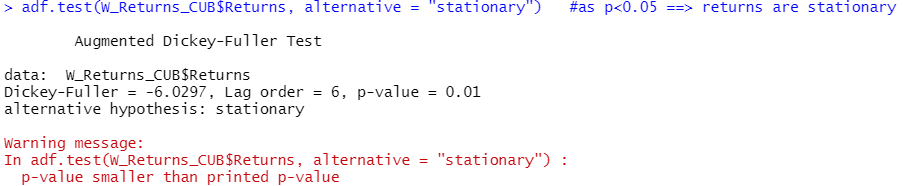 > adf.test(W_Returns_CUB$Returns, alternative = "stationary")   #as p<0.05 ==> returns are stationary
Augmented Dickey-Fuller Test
data:  W_Returns_CUB$Returns
Dickey-Fuller = -6.0297, Lag order = 6, p-value = 0.01
alternative hypothesis: stationary
Warning message:
In adf.test(W_Returns_CUB$Returns, alternative = "stationary") :
  p-value smaller than printed p-value